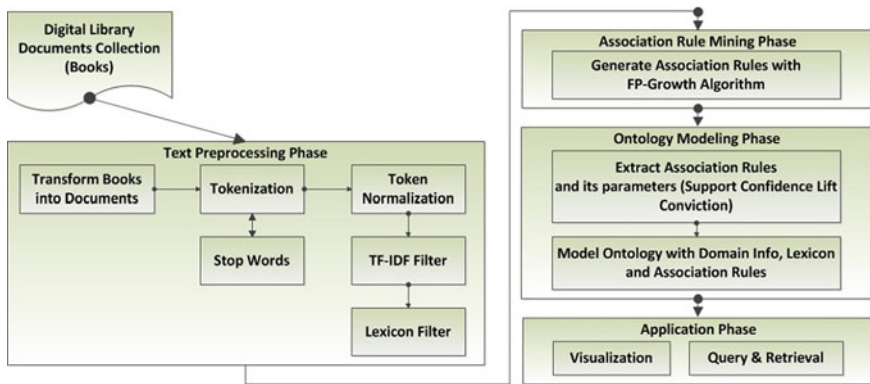 Digital Library
Documents Collection
(Books)
Text Preprocessing Phase
Transform Books
into Documents
Tokenization
Token
Normalization
Stop Words
TF-IDF Filter
Lexicon Filter
Association Rule Mining Phase
Generate Association Rules with
FP-Growth Algorithm
Ontology Modeling Phase
Extract Association Rules
and its parameters (Support Confidence Lift
Conviction)
Model Ontology with Domain Info, Lexicon
and Association Rules
Application Phase
Visualization
Query & Retrieval